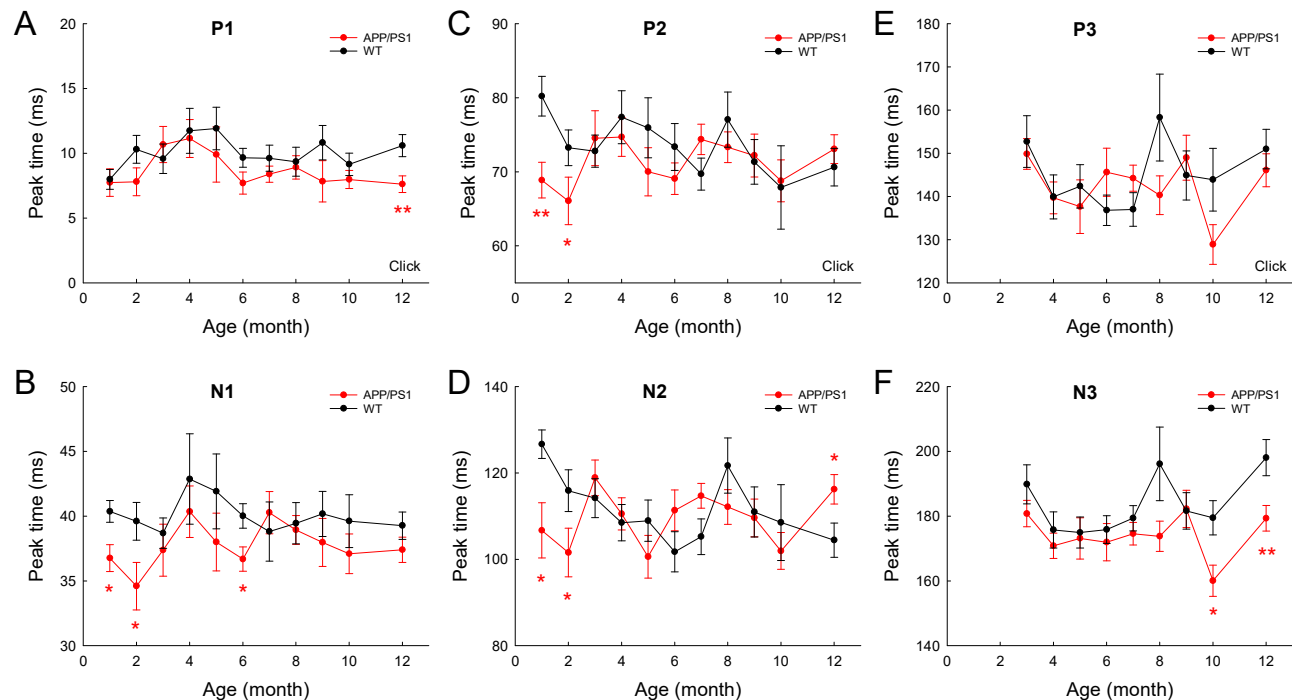 A
P1
APP/PS1
WT
Peak time (ms)
20
15
10
5
0
Click
0 2 4 6 8 10 12
Age (month)
C
P2
APP/PS1
WT
Peak time (ms)
90
80
70
60
**
*
Click
0 2 4 6 8 10 12
Age (month)
E
P3
APP/PS1
WT
Peak time (ms)
180
170
160
150
140
130
120
Click
0 2 4 6 8 10 12
Age (month)
**
B
N1
APP/PS1
WT
Peak time (ms)
50
45
40
35
30
*
*
*
0 2 4 6 8 10 12
Age (month)
D
N2
APP/PS1
WT
Peak time (ms)
140
120
100
80
*
*
*
0 2 4 6 8 10 12
Age (month)
F
N3
APP/PS1
WT
Peak time (ms)
220
200
180
160
140
**
*
0 2 4 6 8 10 12
Age (month)